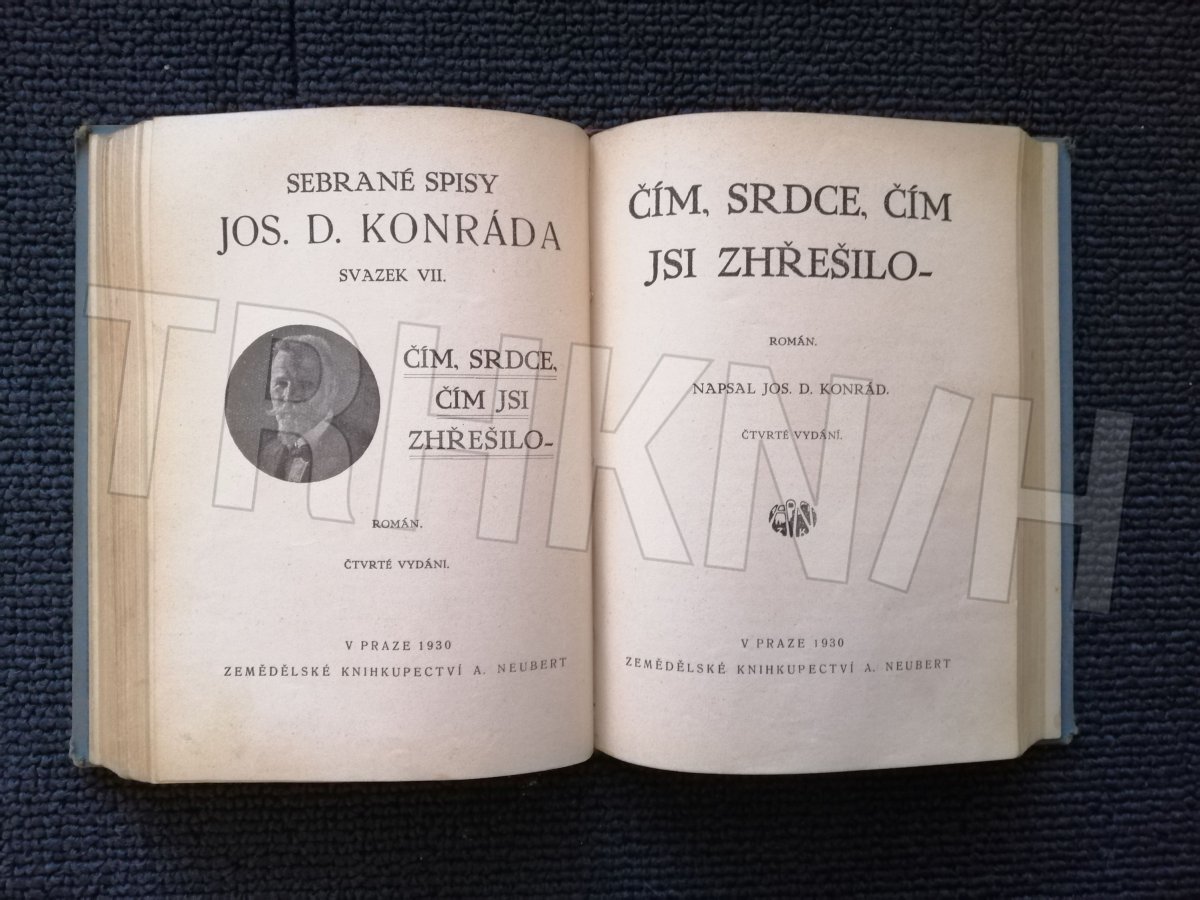 SEBRANÉ SPISY
JOS. D. KONRÁDA
SVAZEK VII.
ČÍM, SRDCE,
ČÍM JSI
ZHŘEŠILO-
ROMÁN.
ČTVRTÉ VYDÁNI.
V PRAZE 1930
ZEMĚDĚLSKÉ KNIHKUPECTVÍ A. NEUBERT
ČÍM, SRDCE, ČÍM
JSI ZHŘEŠILO-
ROMÁN.
NAPSAL JOS. D. KONRÁD.
ČTVRTÉ VYDÁNÍ.
V PRAZE 1930
ZEMĚDĚLSKÉ KNIHKUPECTVÍ A. NEUBERT
TRHKNIH